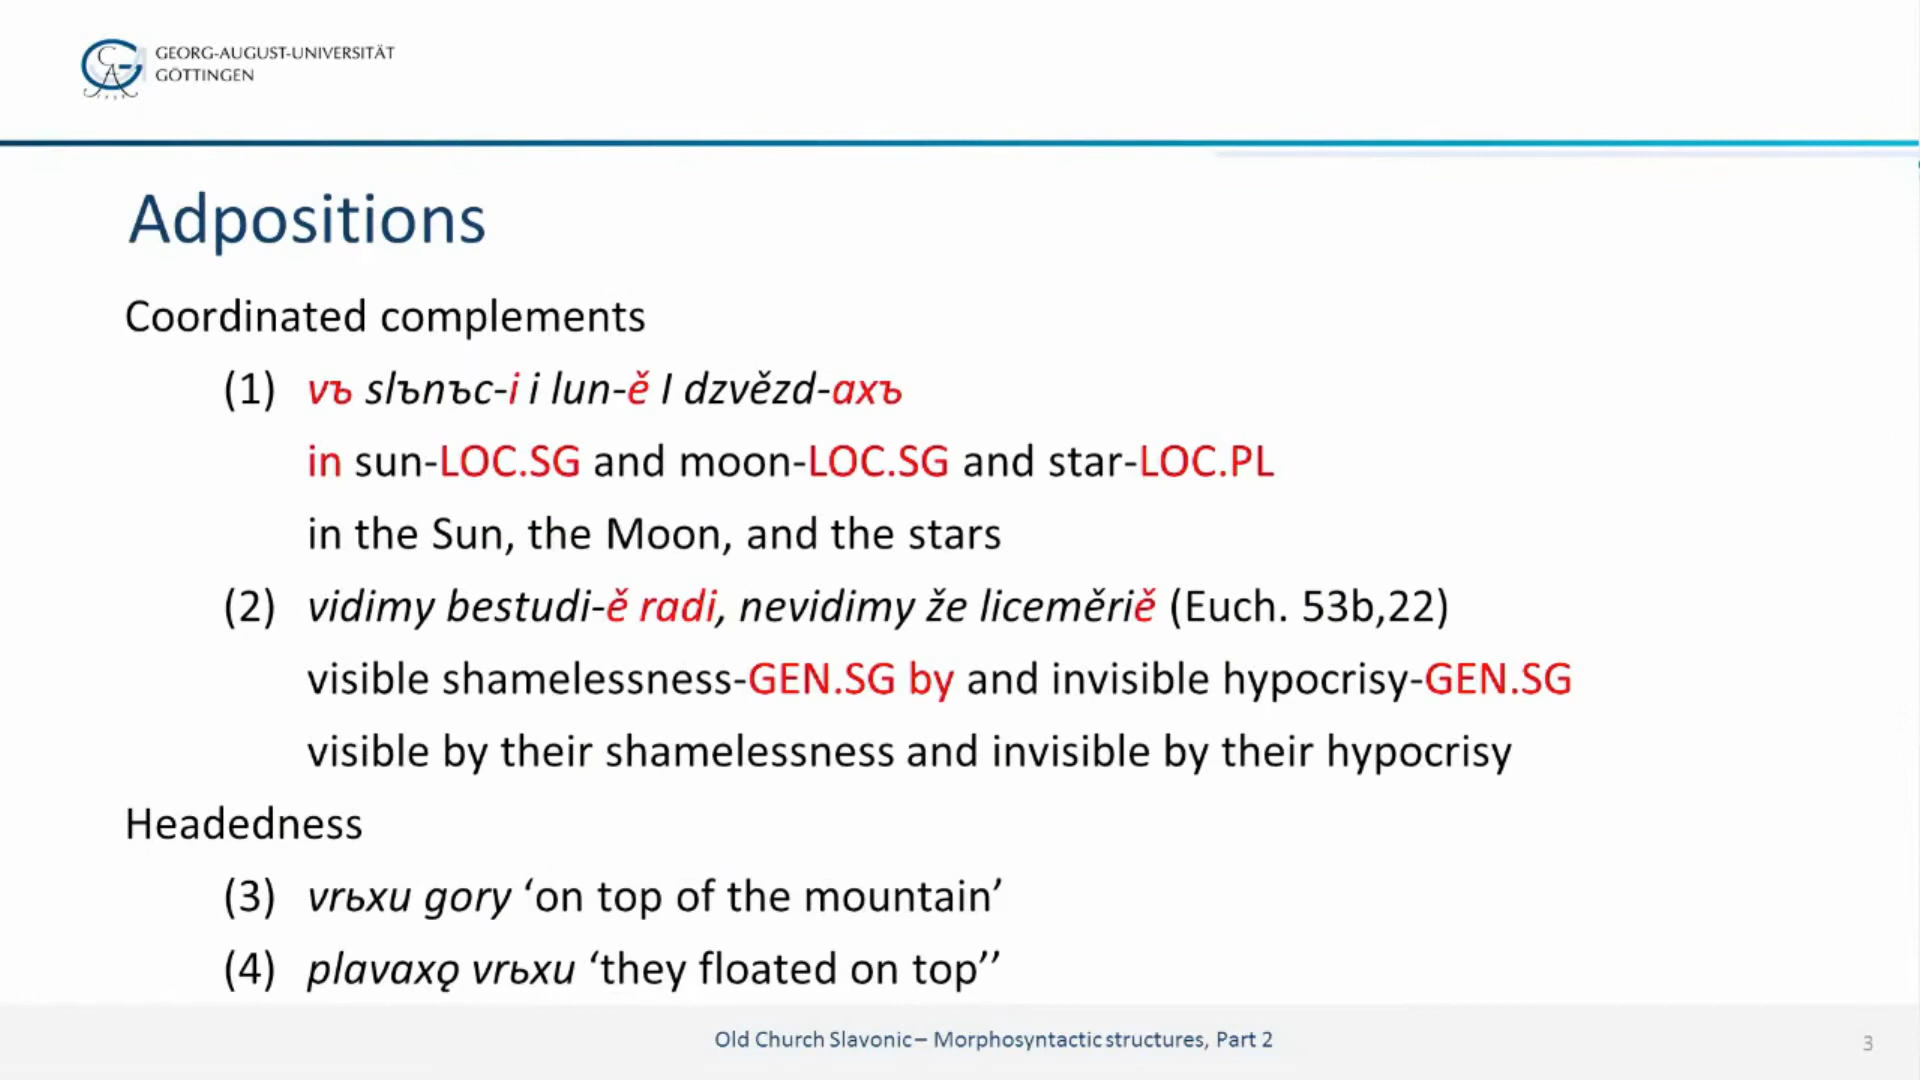 GEORG-AUGUST-UNIVERSITÄT
GÖTTINGEN
Adpositions
Coordinated complements
(1) vъ slъnъc-i i lun-ě I dzvězd-axъ
in sun-LOC.SG and moon-LOC.SG and star-LOC.PL
in the Sun, the Moon, and the stars
(2) vidimy bestudi-ě radi, nevidimy že liceměriě (Euch. 53b,22)
visible shamelessness-GEN.SG by and invisible hypocrisy-GEN.SG
visible by their shamelessness and invisible by their hypocrisy
Headedness
(3) vrьxu gory ‘on top of the mountain’
(4) plavaxǫ vrьxu ‘they floated on top’’
Old Church Slavonic – Morphosyntactic structures, Part 2
3